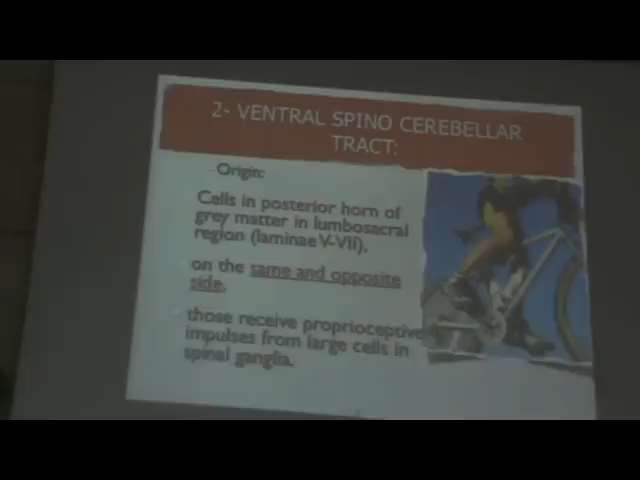 2- VENTRAL SPINO CEREBELLAR
TRACT:
Origin:
Cells in posterior horn of
grey matter in lumbosacral
region (laminae V-VII),
on the same and opposite
side,
those receive proprioceptive
impulses from large cells in
spinal ganglia.